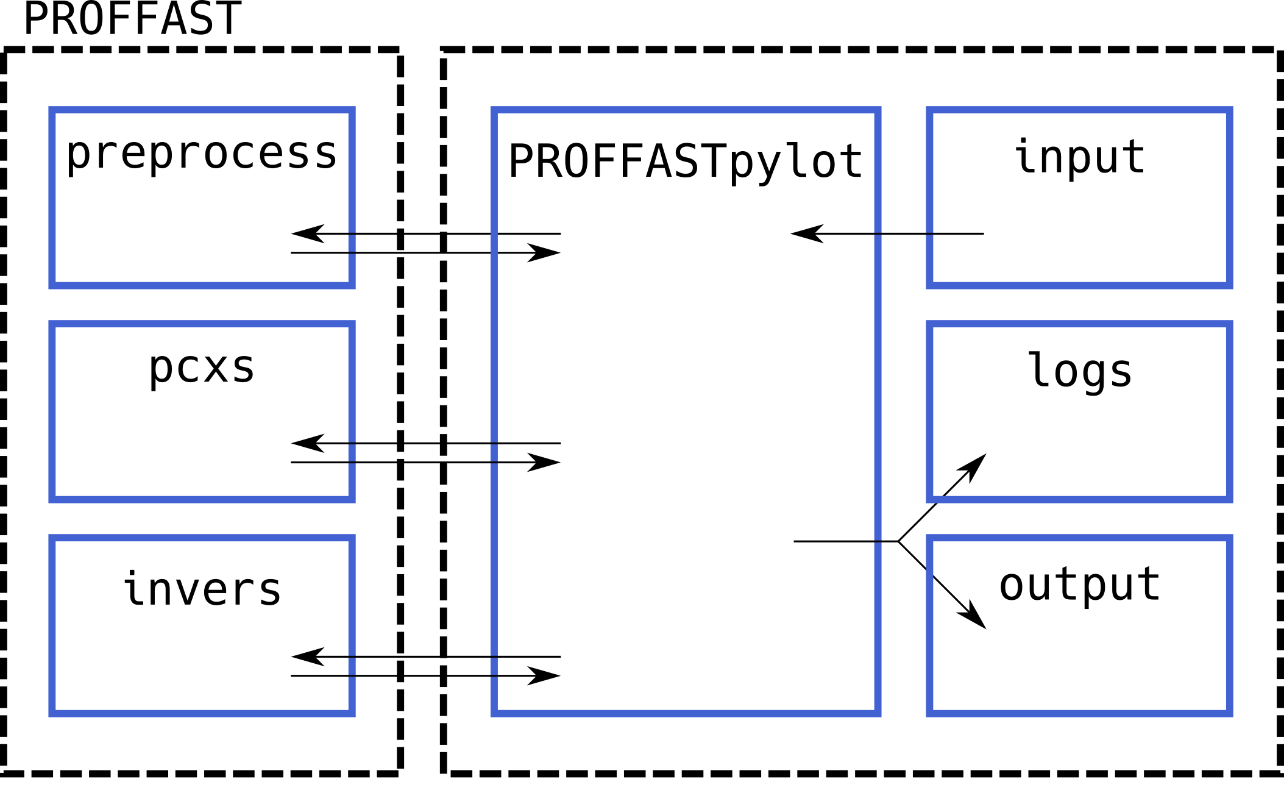 PROFFAST
preprocess
pcxs
invers
PROFFASTpylot
input
logs
output